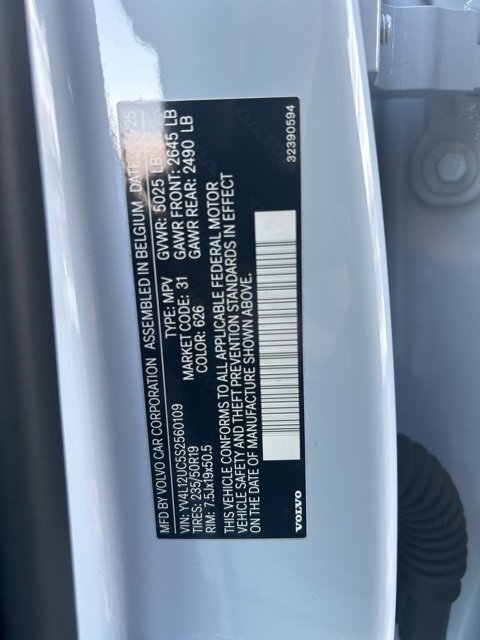 MFD BY VOLVO CAR CORPORATION ASSEMBLED IN BELGIUM DATE:
VIN: YV4L12UC5S2560109 TYPE: MPV GVWR: 5025 LB
TIRES: 235/50R19 MARKET CODE: 31 GAWR FRONT: 2645 LB
RIM: 7.5Jx19x50.5 COLOR: 626 GAWR REAR: 2490 LB
THIS VEHICLE CONFORMS TO ALL APPLICABLE FEDERAL MOTOR
VEHICLE SAFETY AND THEFT PREVENTION STANDARDS IN EFFECT
ON THE DATE OF MANUFACTURE SHOWN ABOVE.
VOLVO 32390594